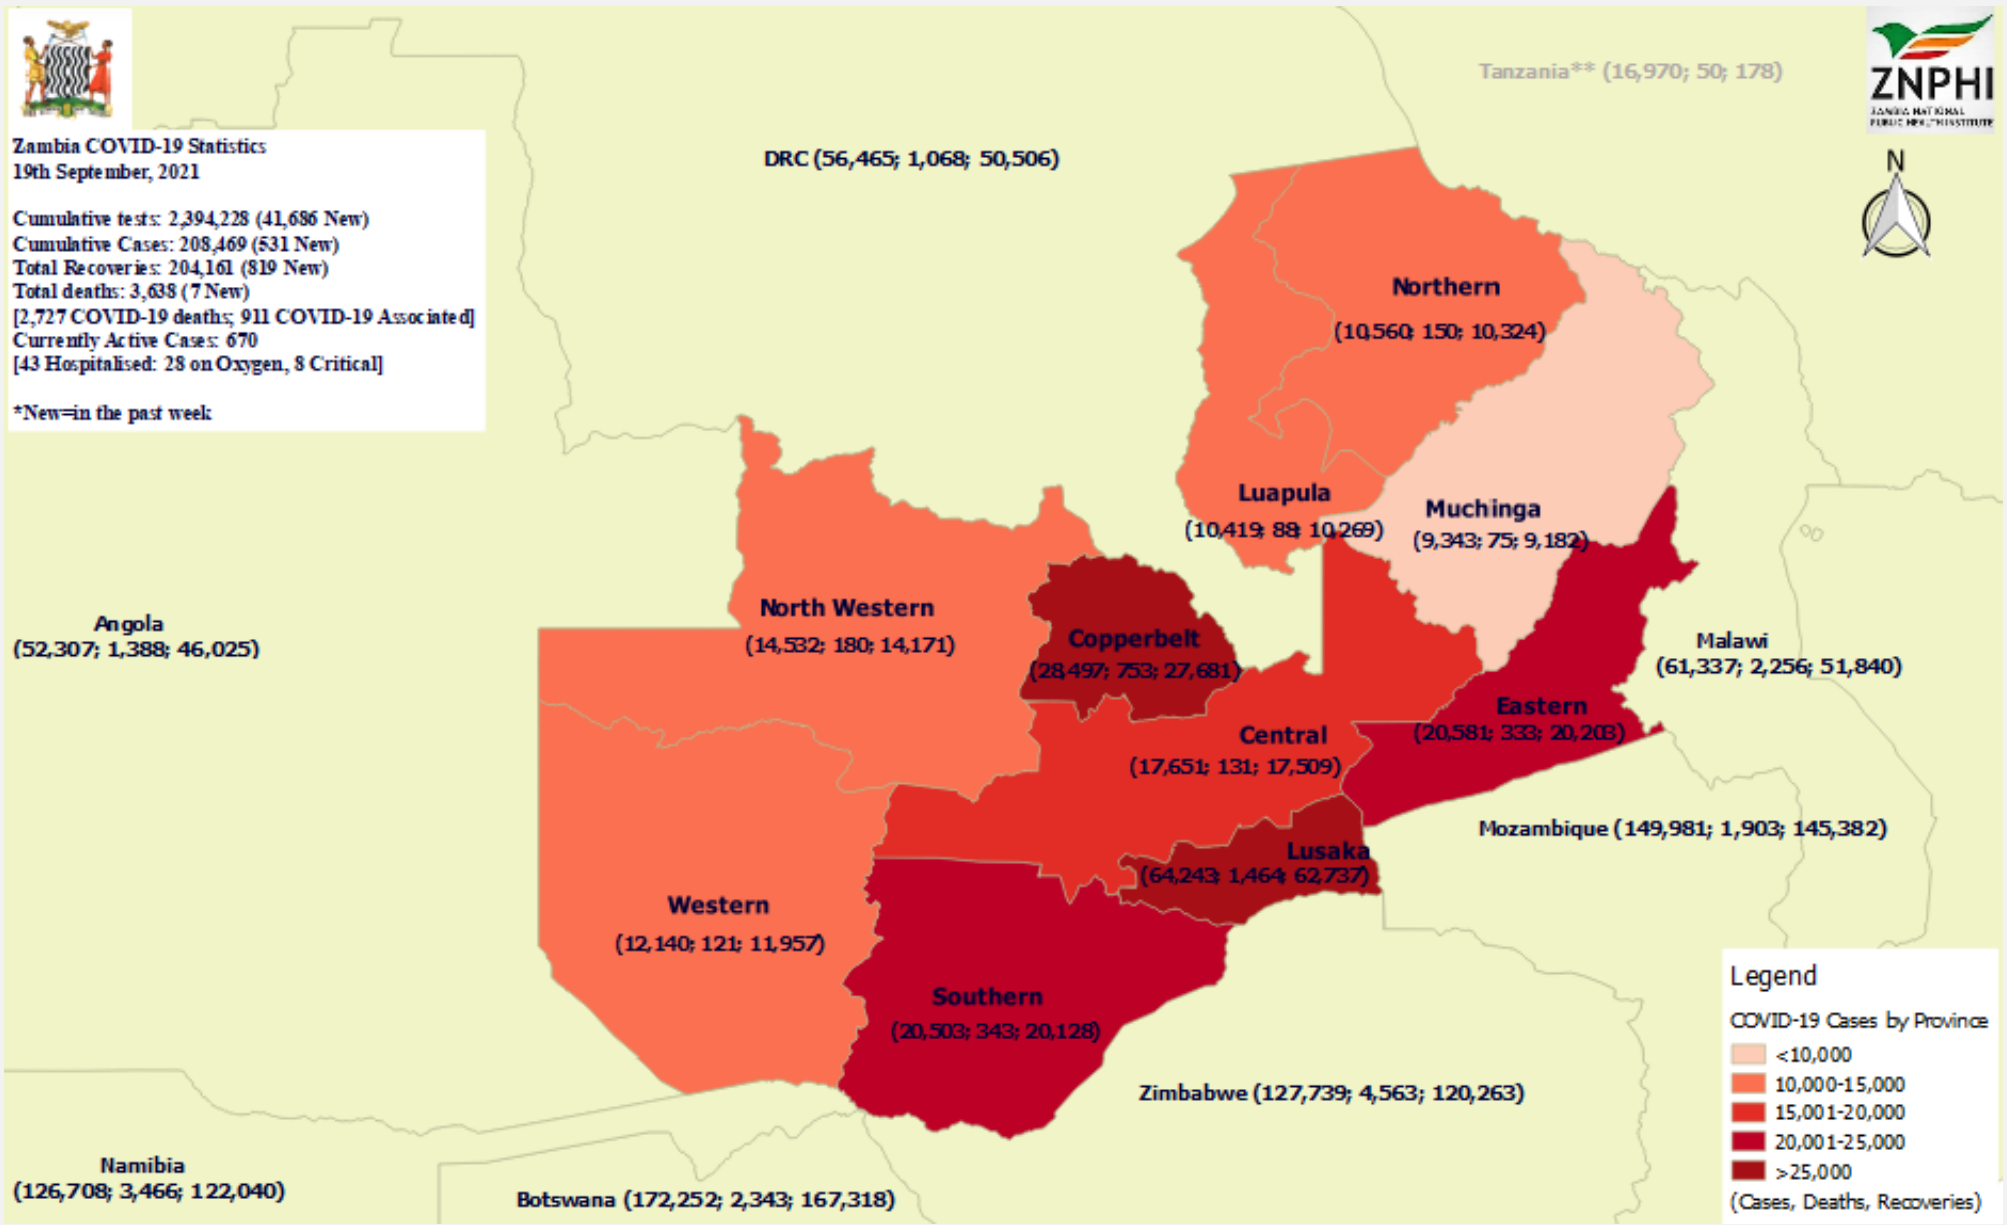 Zambia COVID-19 Statistics
19th September, 2021
Cumulative tests: 2,394,228 (41,686 New)
Cumulative Cases: 208,469 (531 New)
Total Recoveries: 204,161 (819 New)
Total deaths: 3,638 (7 New)
[2,727 COVID-19 deaths; 911 COVID-19 Associated]
Currently Active Cases: 670
[43 Hospitalised: 28 on Oxygen, 8 Critical]
*New=in the past week
Tanzania** (16,970; 50; 178)
ZNPHI
ZAMBIA NATIONAL
PUBLIC HEALTH INSTITUTE
N
DRC (56,465; 1,068; 50,506)
Northern
(10,560; 150; 10,324)
Luapula
(10,419; 88; 10,269)
Muchinga
(9,343; 75; 9,182)
North Western
(14,532; 180; 14,171)
Copperbelt
(28,497; 753; 27,681)
Angola
(52,307; 1,388; 46,025)
Malawi
(61,337; 2,256; 51,840)
Eastern
(20,581; 333; 20,203)
Central
(17,651; 131; 17,509)
Mozambique (149,981; 1,903; 145,382)
Lusaka
(64,243; 1,464; 62,737)
Western
(12,140; 121; 11,957)
Southern
(20,503; 343; 20,128)
Zimbabwe (127,739; 4,563; 120,263)
Namibia
(126,708; 3,466; 122,040)
Botswana (172,252; 2,343; 167,318)
Legend
COVID-19 Cases by Province
<10,000
10,000-15,000
15,001-20,000
20,001-25,000
>25,000
(Cases, Deaths, Recoveries)